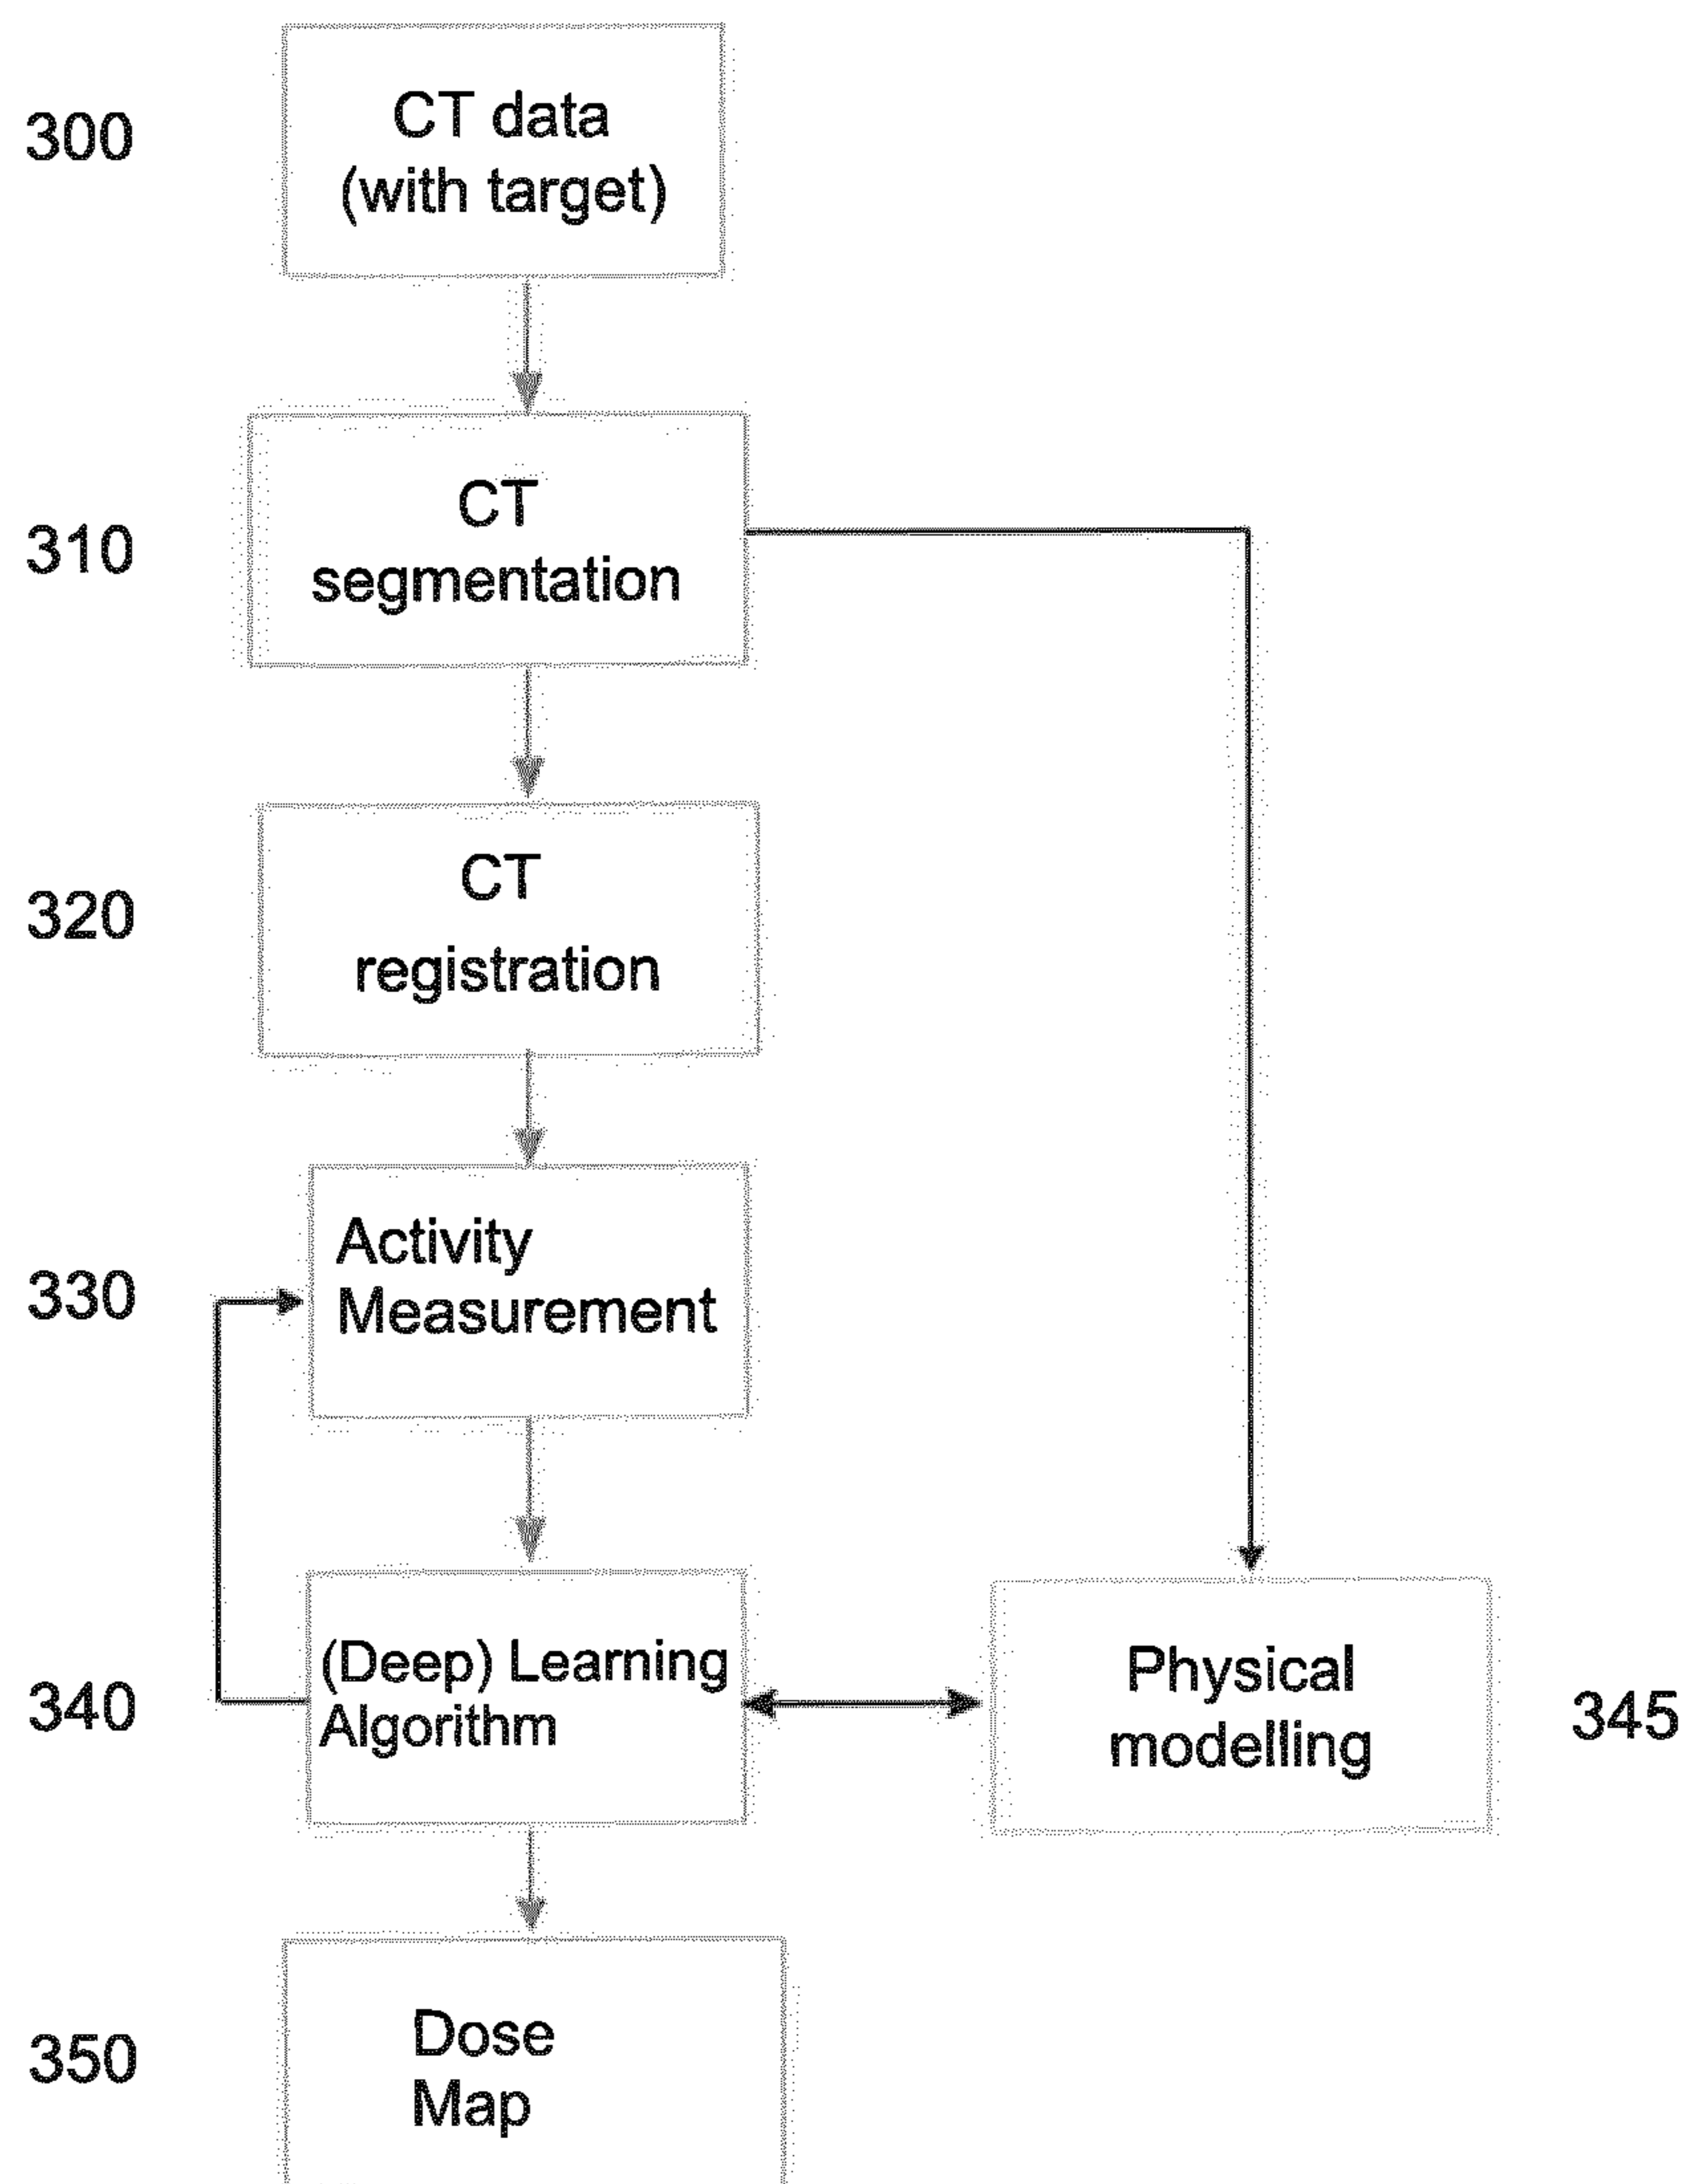 300
CT data
(with target)
310
CT
segmentation
320
CT
registration
330
Activity
Measurement
340
(Deep) Learning
Algorithm
Physical
modelling
345
350
Dose
Map